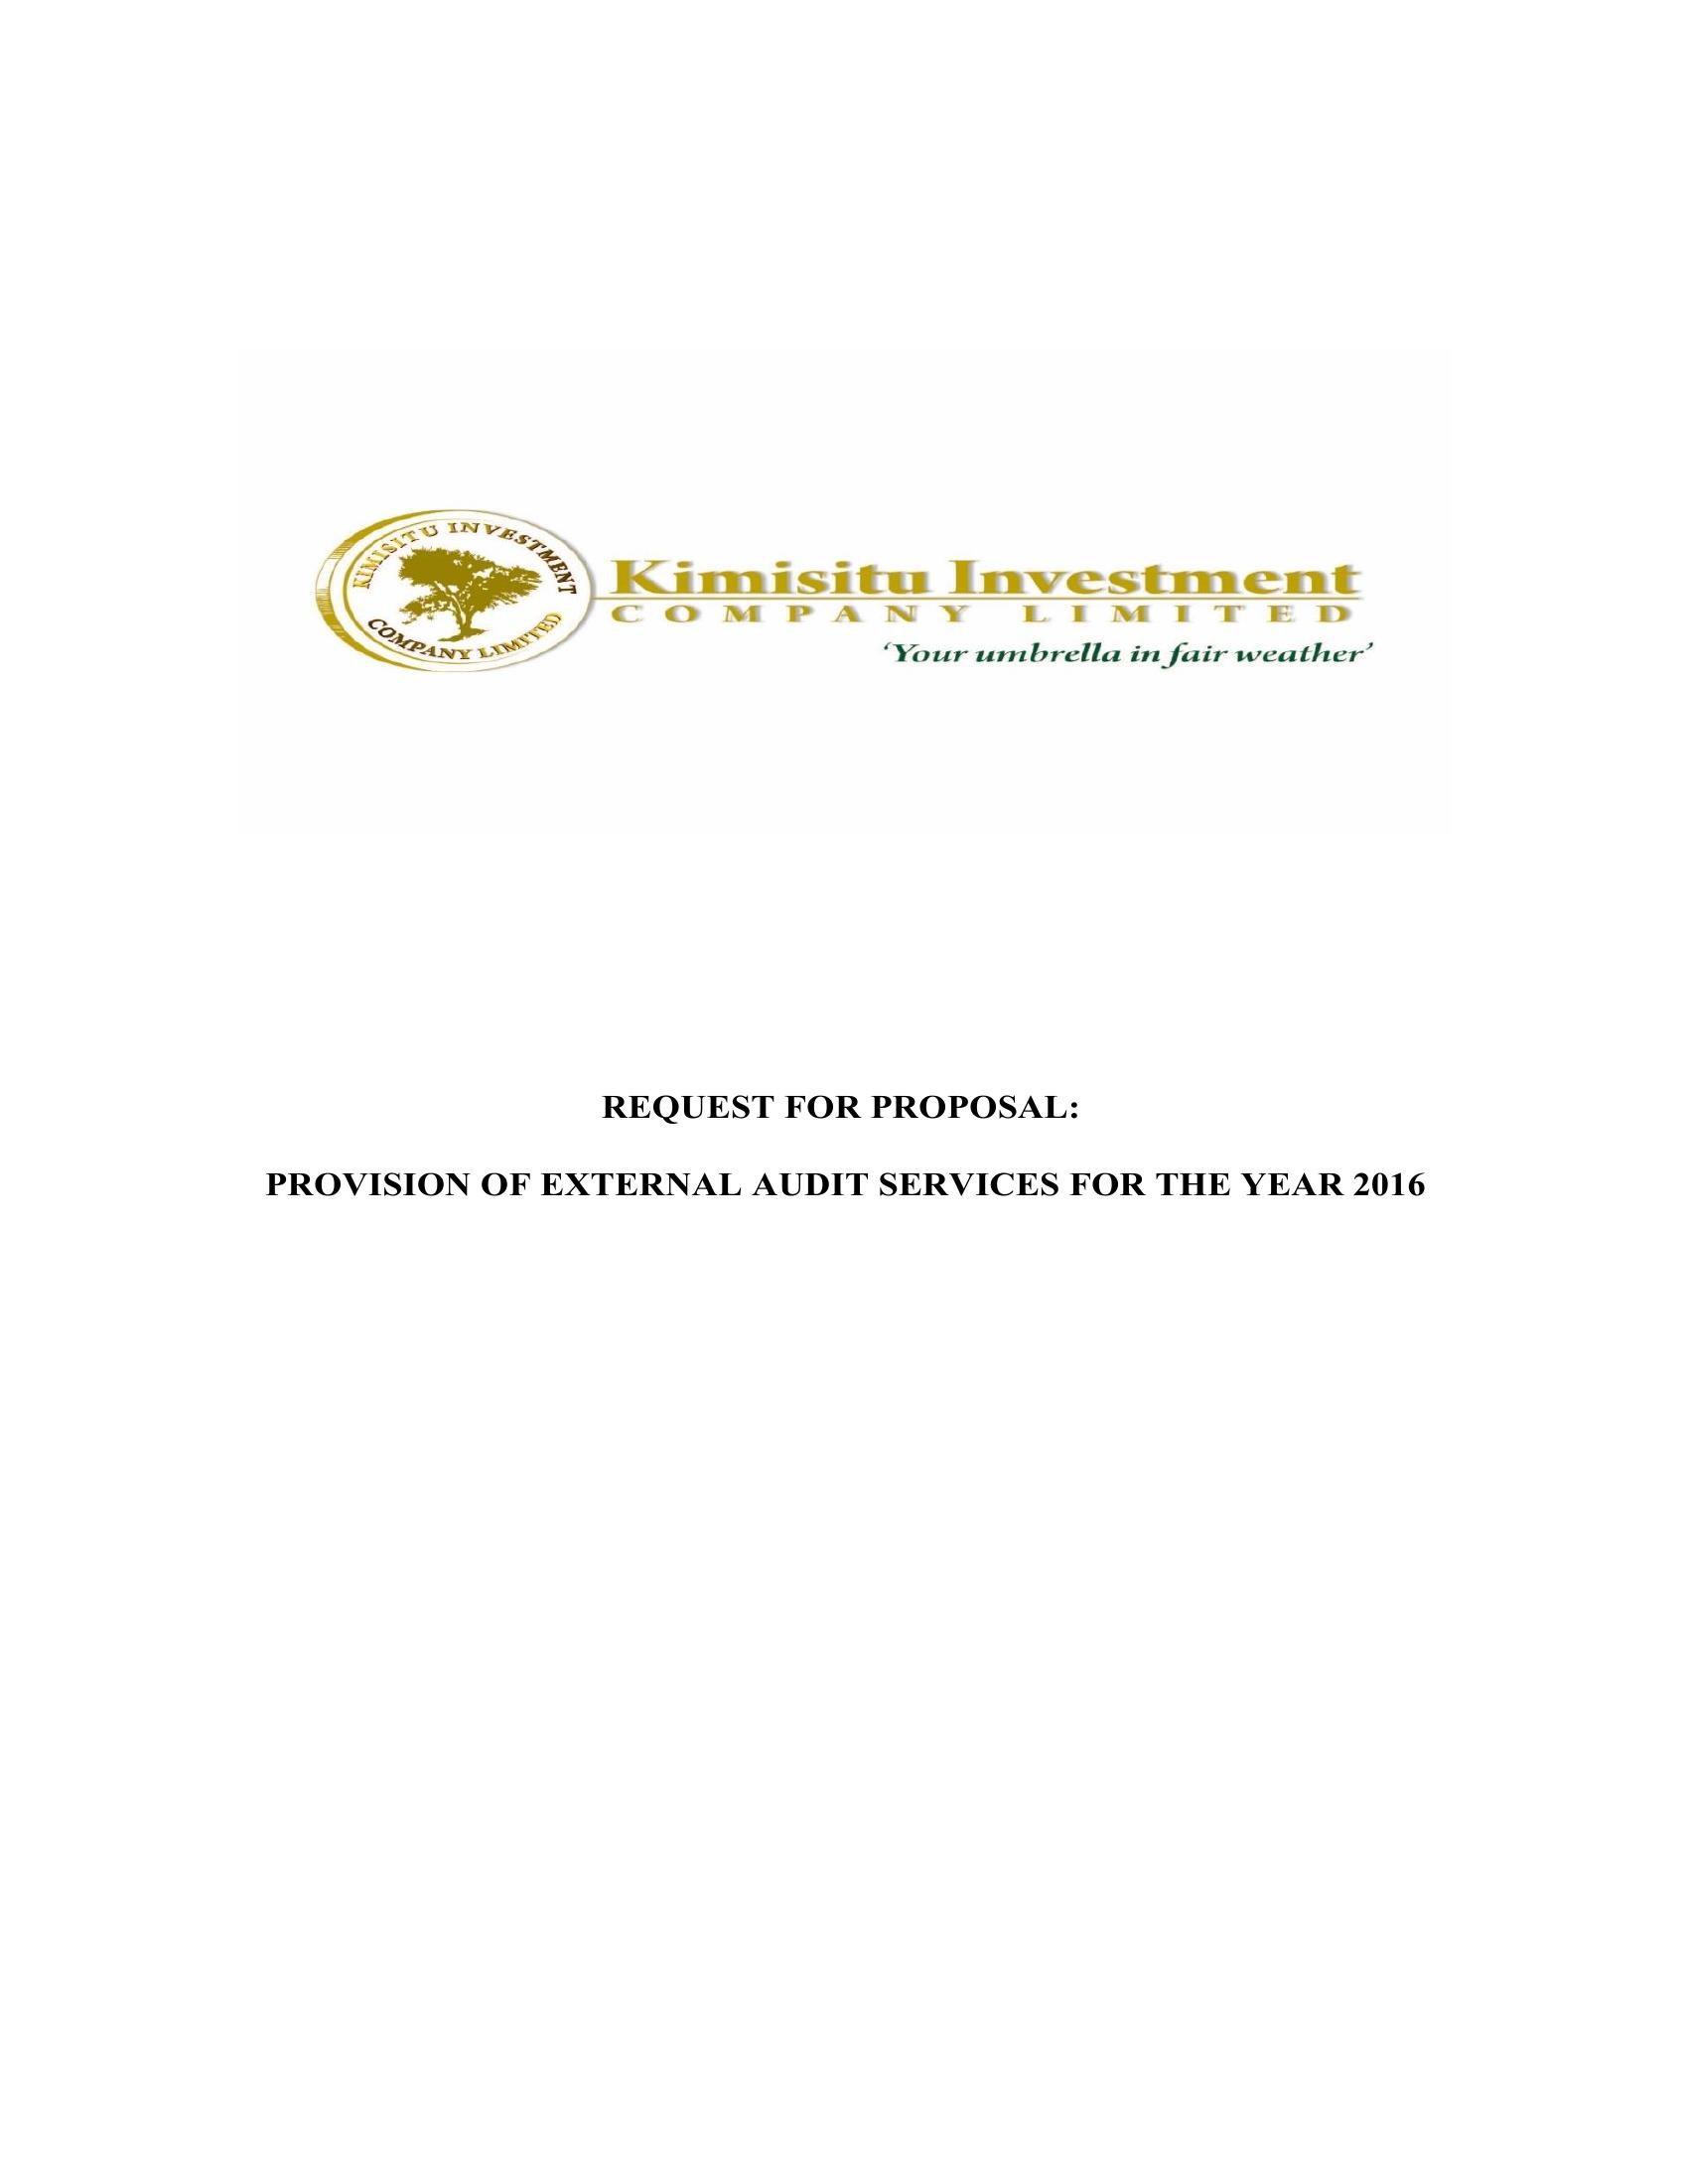 KIMISITU INVESTMENT
COMPANY LIMITED
Kimisitu Investment
COMPANY LIMITED
‘Your umbrella in fair weather’
REQUEST FOR PROPOSAL:
PROVISION OF EXTERNAL AUDIT SERVICES FOR THE YEAR 2016